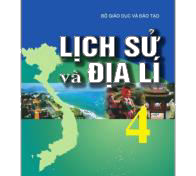 BỘ GIÁO DỤC VÀ ĐÀO TẠO
LỊCH SỬ
và ĐỊA LÍ
4